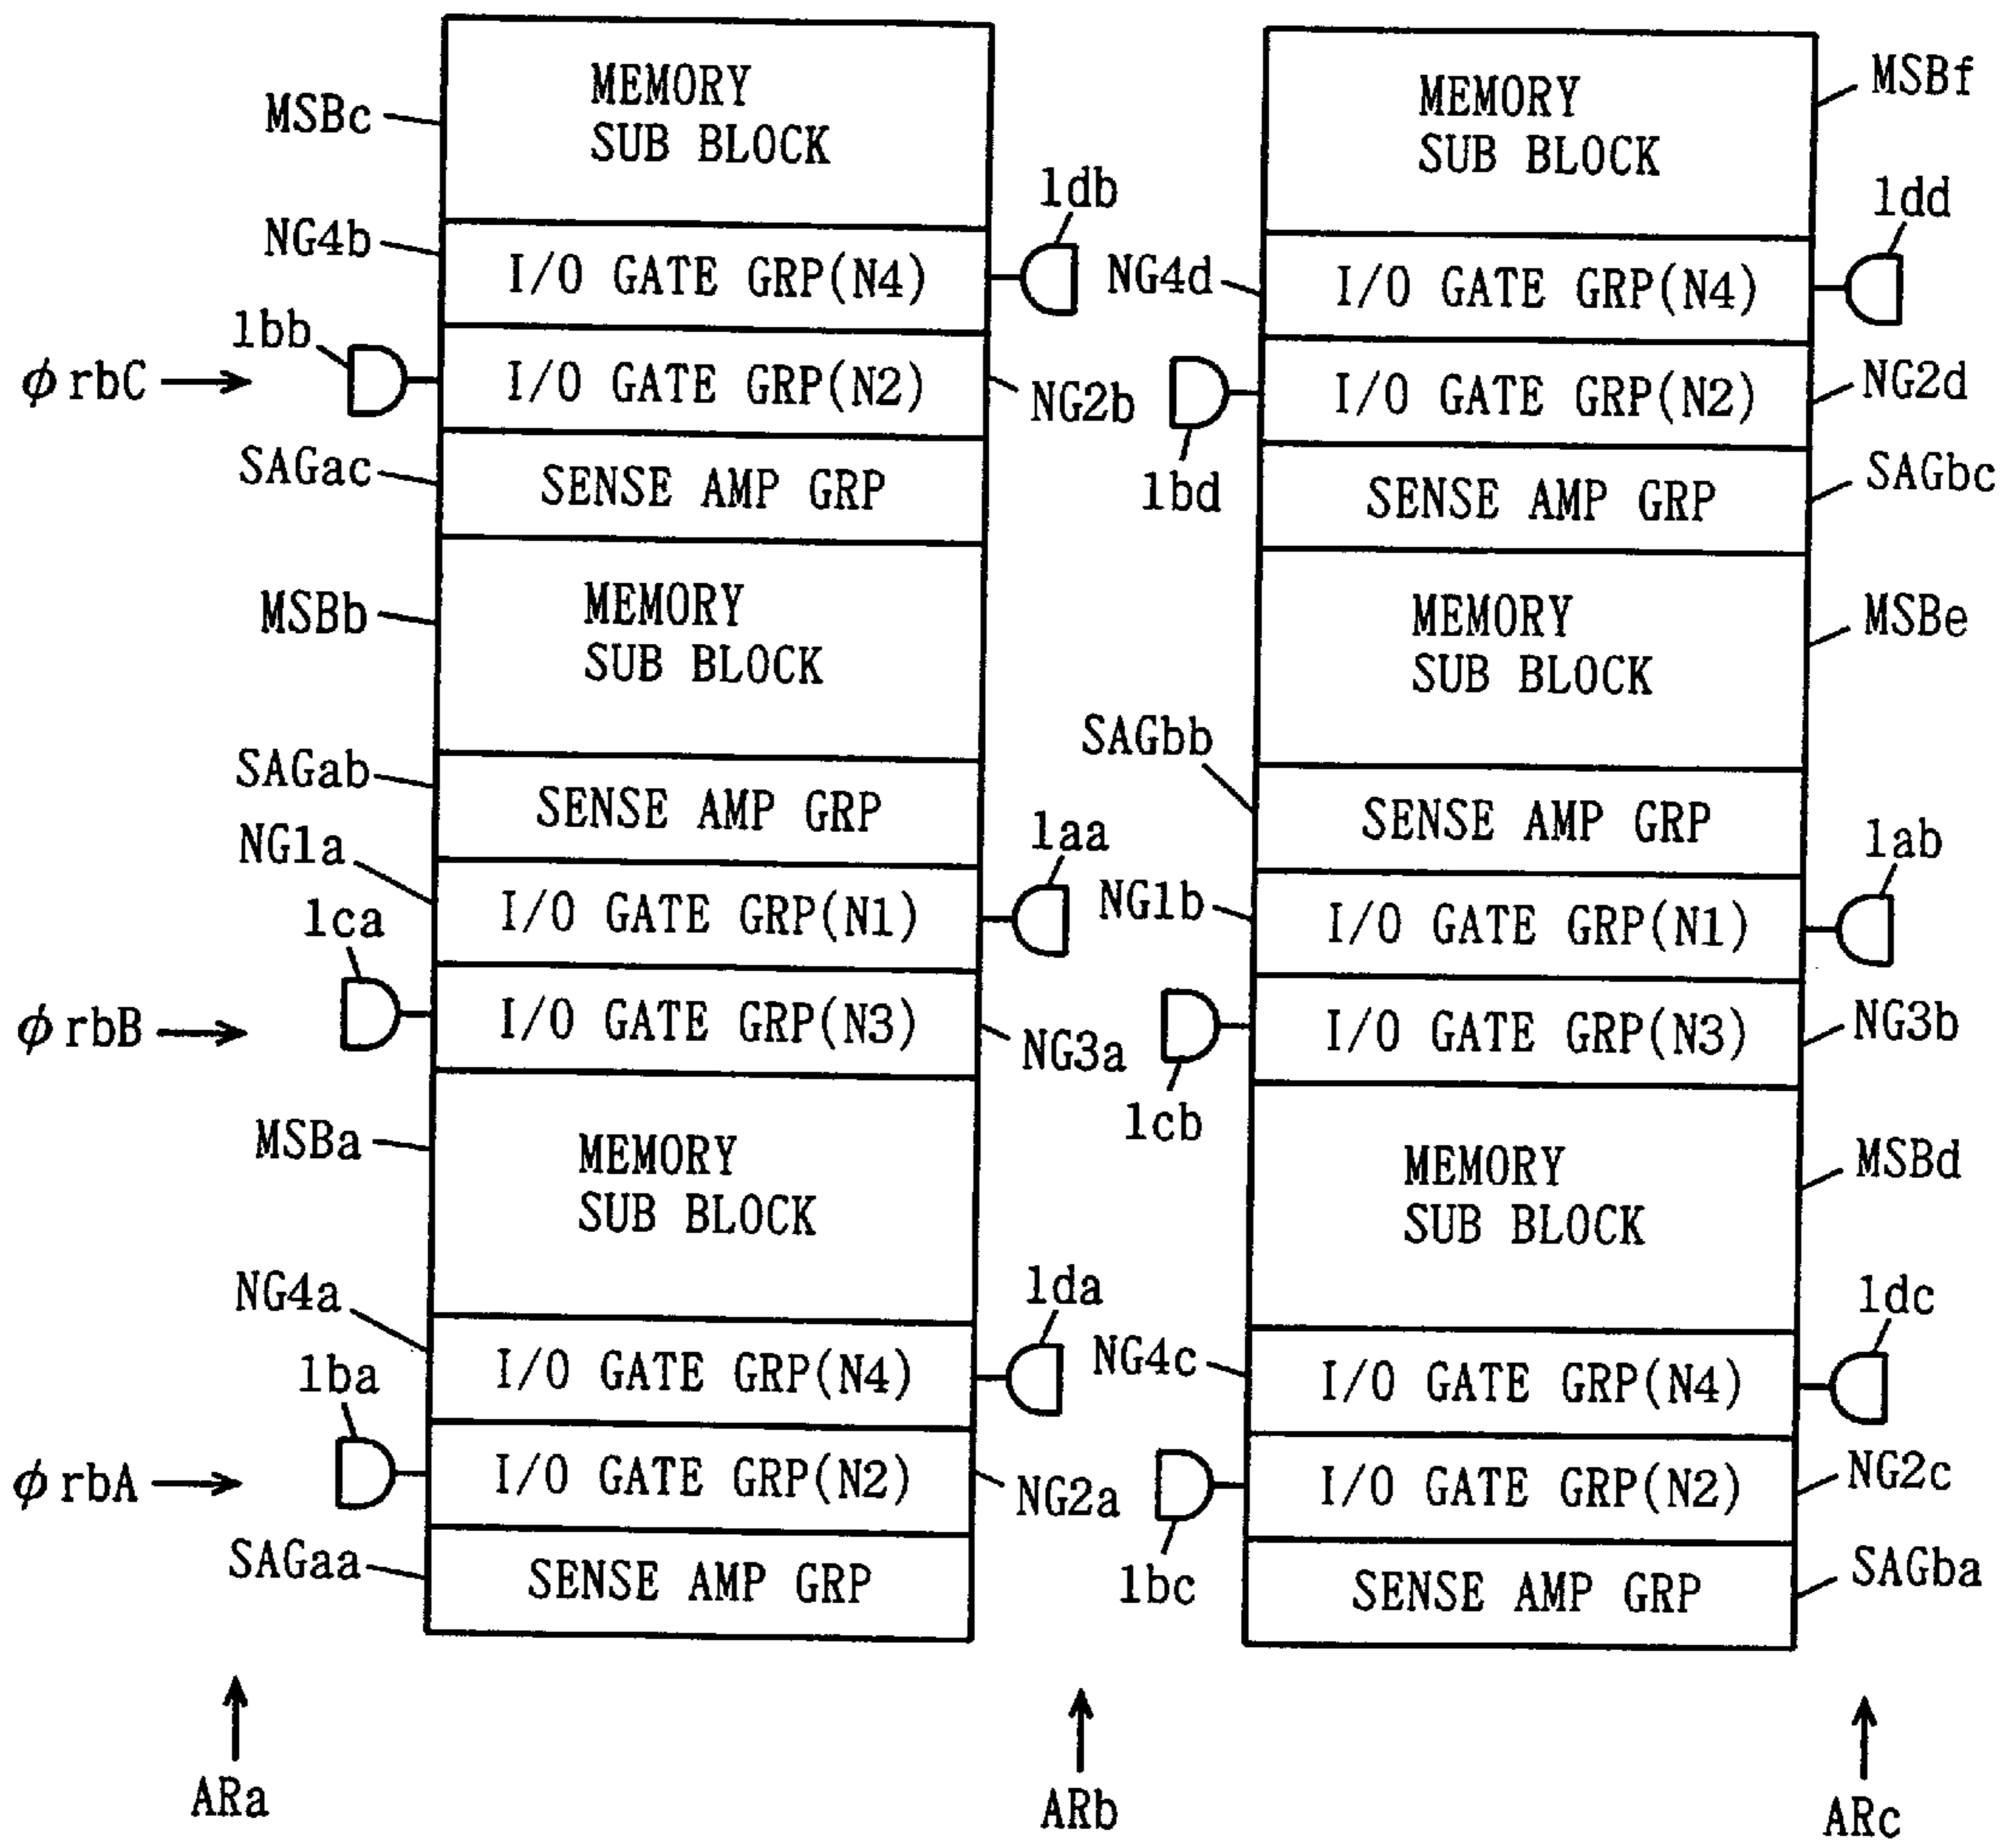 MEMORY
SUB BLOCK
MSBc
MEMORY
SUB BLOCK
MSBf
1db
1dd
NG4b
I/O GATE GRP(N4)
NG4d
I/O GATE GRP(N4)
1bb
φrbC
I/O GATE GRP(N2)
NG2b
I/O GATE GRP(N2)
NG2d
1bd
SAGac
SENSE AMP GRP
SENSE AMP GRP
SAGbc
MSBb
MEMORY
SUB BLOCK
MEMORY
SUB BLOCK
MSBe
SAGab
SENSE AMP GRP
SAGbb
SENSE AMP GRP
NG1a
1aa
1ab
I/O GATE GRP(N1)
NG1b
I/O GATE GRP(N1)
1ca
φrbB
I/O GATE GRP(N3)
NG3a
I/O GATE GRP(N3)
NG3b
1cb
MSBa
MEMORY
SUB BLOCK
MEMORY
SUB BLOCK
MSBd
NG4a
1da
1dc
I/O GATE GRP(N4)
NG4c
I/O GATE GRP(N4)
1ba
φrbA
I/O GATE GRP(N2)
NG2a
I/O GATE GRP(N2)
NG2c
1bc
SAGaa
SENSE AMP GRP
SENSE AMP GRP
SAGba
ARa
ARb
ARc